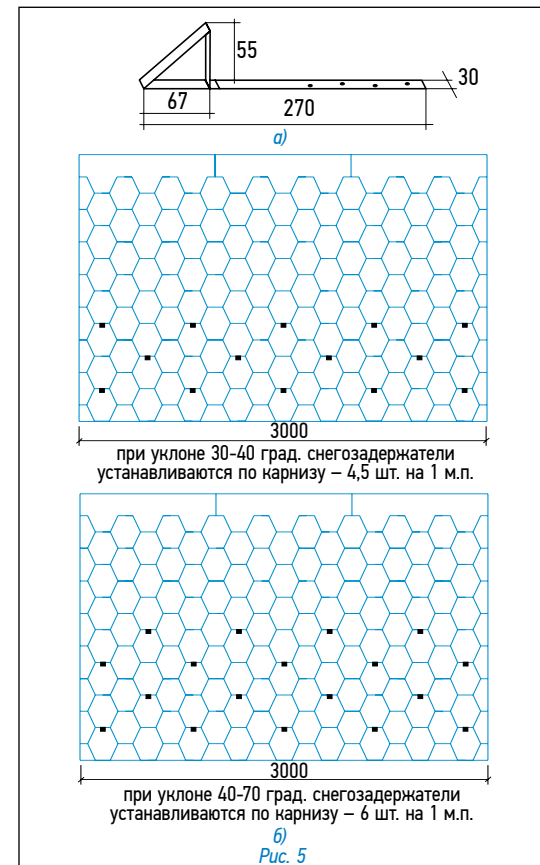 55
30
67
270
а)
3000
при уклоне 30-40 град. снегозадержатели
устанавливаются по карнизу – 4,5 шт. на 1 м.п.
3000
при уклоне 40-70 град. снегозадержатели
устанавливаются по карнизу – 6 шт. на 1 м.п.
б)
Рис. 5